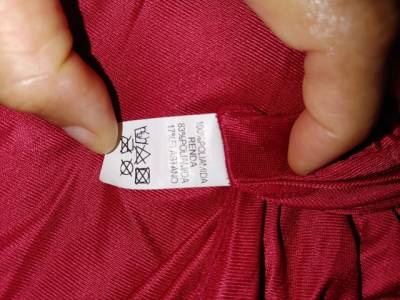 100%POLIAMIDA
RENDA
83%POLIAMIDA
17%ELASTANO